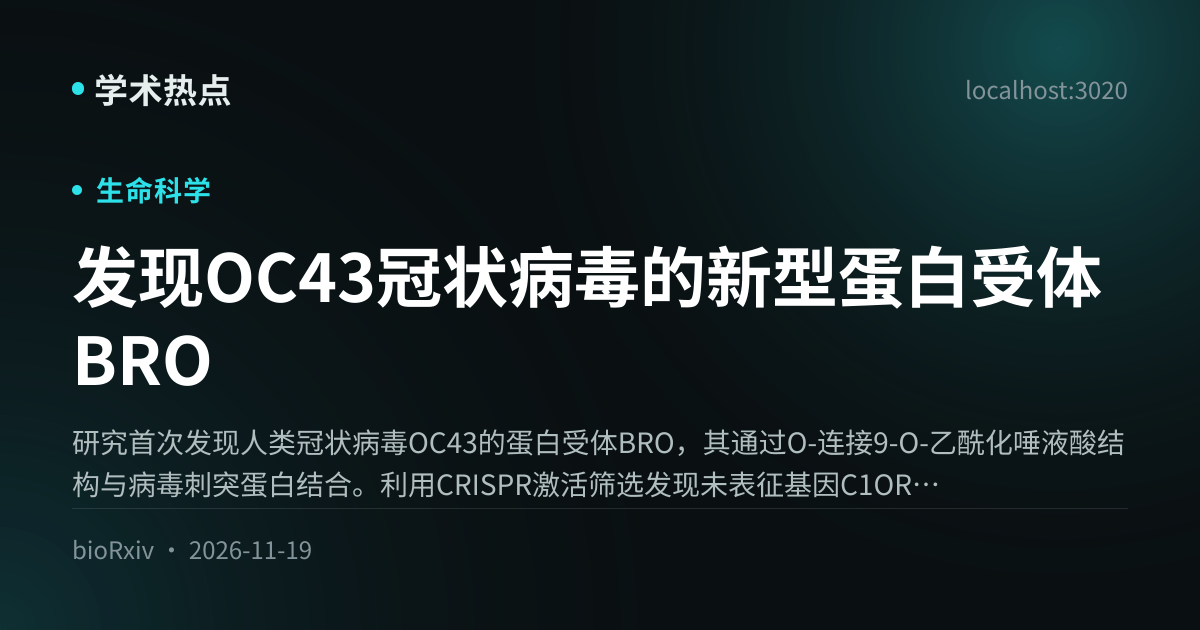 学术热点
localhost:3020
生命科学
发现OC43冠状病毒的新型蛋白受体
BRO
研究首次发现人类冠状病毒OC43的蛋白受体BRO，其通过O-连接9-O-乙酰化唾液酸结
构与病毒刺突蛋白结合。利用CRISPR激活筛选发现未表征基因C1OR…
bioRxiv · 2026-11-19